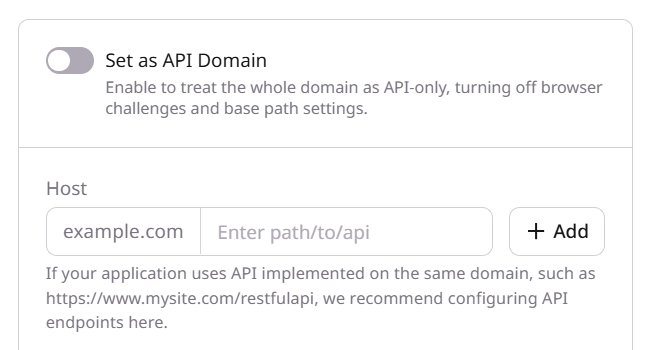 Set as API Domain
Enable to treat the whole domain as API-only, turning off browser
challenges and base path settings.
Host
example.com Enter path/to/api + Add
If your application uses API implemented on the same domain, such as
https://www.mysite.com/restfulapi, we recommend configuring API
endpoints here.